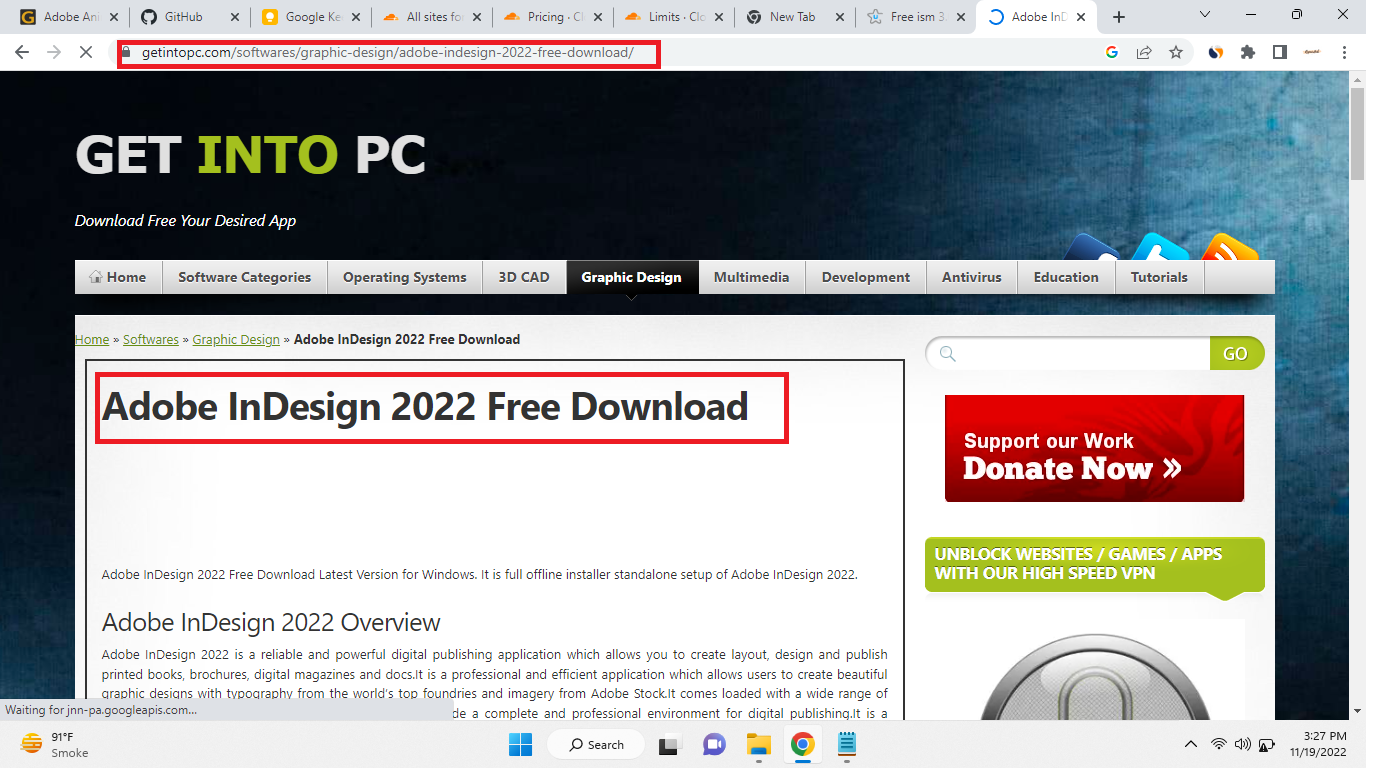 Adobe Ani
GitHub
Google Ke
All sites fo
Pricing · Cl
Limits · Clo
New Tab
Free ism 3.
Adobe InD
getintopc.com/softwares/graphic-design/adobe-indesign-2022-free-download/
GET INTO PC
Download Free Your Desired App
Home
Software Categories
Operating Systems
3D CAD
Graphic Design
Multimedia
Development
Antivirus
Education
Tutorials
Home » Softwares » Graphic Design » Adobe InDesign 2022 Free Download
GO
Adobe InDesign 2022 Free Download
Support our Work
Donate Now »
Adobe InDesign 2022 Free Download Latest Version for Windows. It is full offline installer standalone setup of Adobe InDesign 2022.
UNBLOCK WEBSITES / GAMES / APPS
WITH OUR HIGH SPEED VPN
Adobe InDesign 2022 Overview
Adobe InDesign 2022 is a reliable and powerful digital publishing application which allows you to create layout, design and publish
printed books, brochures, digital magazines and docs.It is a professional and efficient application which allows users to create beautiful
graphic designs with typography from the world's top foundries and imagery from Adobe Stock.It comes loaded with a wide range of
de a complete and professional environment for digital publishing.It is a
Waiting for jnn-pa.googleapis.com...
91°F
Smoke
Search
3:27 PM
11/19/2022